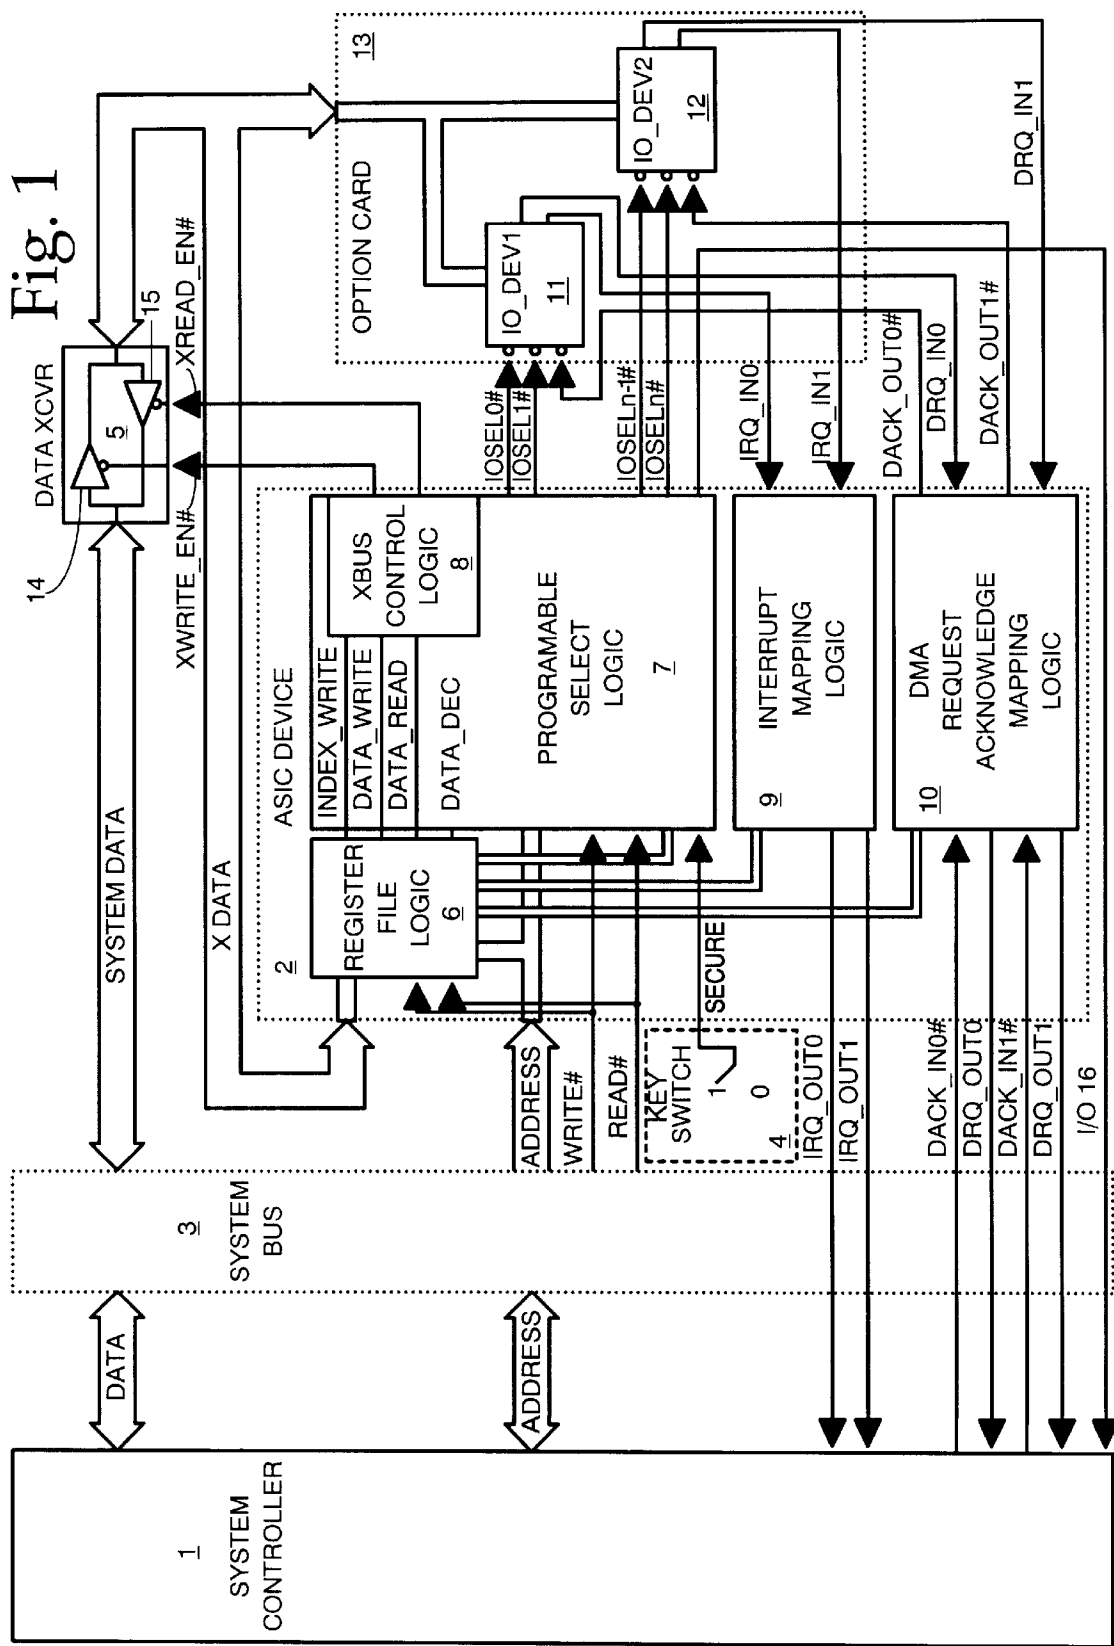 Fig. 1
1
SYSTEM
CONTROLLER
DATA
ADDRESS
3
SYSTEM
BUS
SYSTEM DATA
X DATA
ADDRESS
WRITE#
READ#
KEY
SWITCH
1
0
4
SECURE
IRQ_OUT0
IRQ_OUT1
DACK_IN0#
DRQ_OUT0
DACK_IN1#
DRQ_OUT1
I/O 16
DATA XCVR
14
5
15
XWRITE_EN#
XREAD_EN#
ASIC DEVICE
2
REGISTER
FILE
LOGIC
6
INDEX_WRITE
DATA_WRITE
DATA_READ
DATA_DEC
XBUS
CONTROL
LOGIC
8
PROGRAMABLE
SELECT
LOGIC
7
INTERRUPT
MAPPING
LOGIC
9
DMA
REQUEST
ACKNOWLEDGE
MAPPING
LOGIC
10
IOSEL0#
IOSEL1#
IOSELn-1#
IOSELn#
IRQ_IN0
IRQ_IN1
DACK_OUT0#
DRQ_IN0
DACK_OUT1#
DRQ_IN1
OPTION CARD
13
IO_DEV1
11
IO_DEV2
12